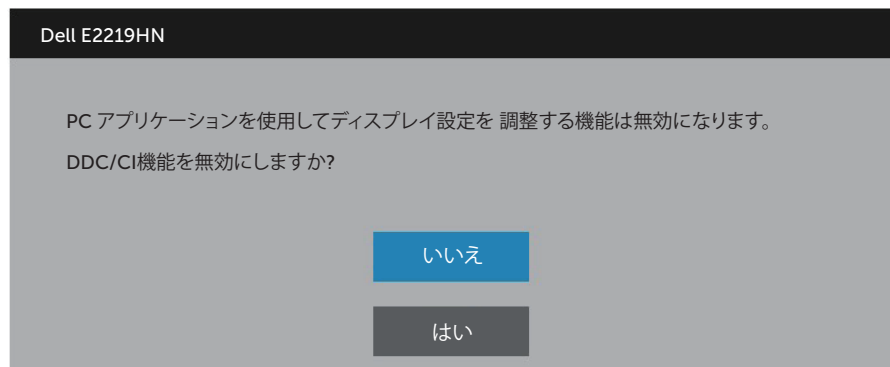 Dell E2219HN
PC アプリケーションを使用してディスプレイ設定を 調整する機能は無効になります。
DDC/CI機能を無効にしますか?
いいえ
はい